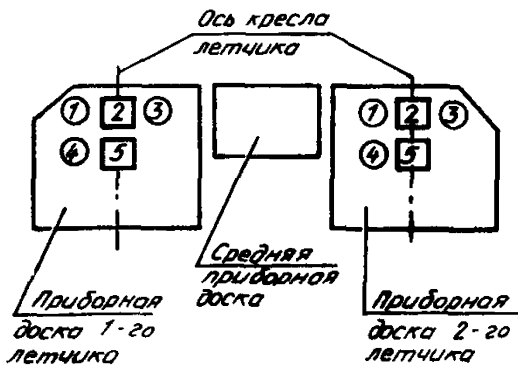 Ось кресла
летчика
1 2 3
4 5
1 2 3
4 5
Средняя
приборная
доска
Приборная
доска 1-го
летчика
Приборная
доска 2-го
летчика